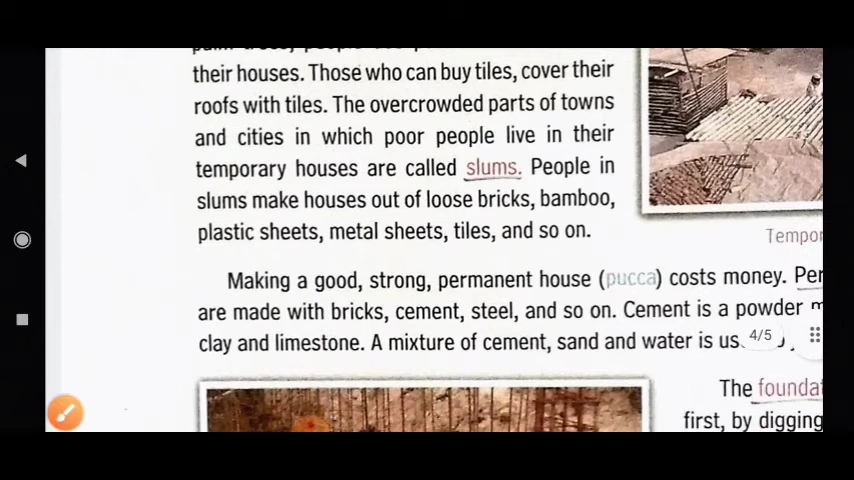 their houses. Those who can buy tiles, cover their
roofs with tiles. The overcrowded parts of towns
and cities in which poor people live in their
temporary houses are called slums. People in
slums make houses out of loose bricks, bamboo,
plastic sheets, metal sheets, tiles, and so on.
Tempor
Making a good, strong, permanent house (pucca) costs money. Per
are made with bricks, cement, steel, and so on. Cement is a powder
clay and limestone. A mixture of cement, sand and water is us
4/5
The foundat
first, by digging